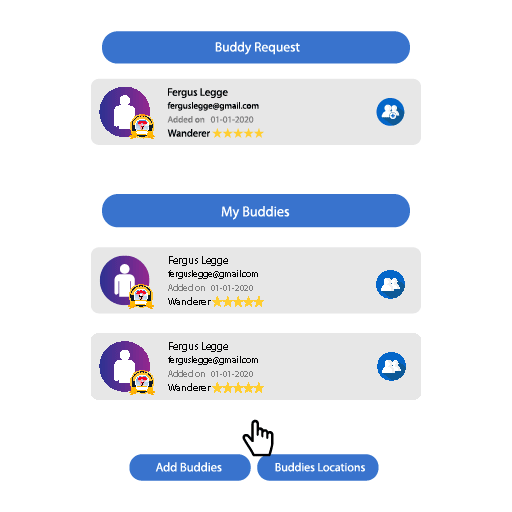 Buddy Request
Fergus Legge
ferguslegge@gmail.com
Added on 01-01-2020
Wanderer
My Buddies
Fergus Legge
ferguslegge@gmail.com
Added on 01-01-2020
Wanderer
Fergus Legge
ferguslegge@gmail.com
Added on 01-01-2020
Wanderer
Add Buddies
Buddies Locations